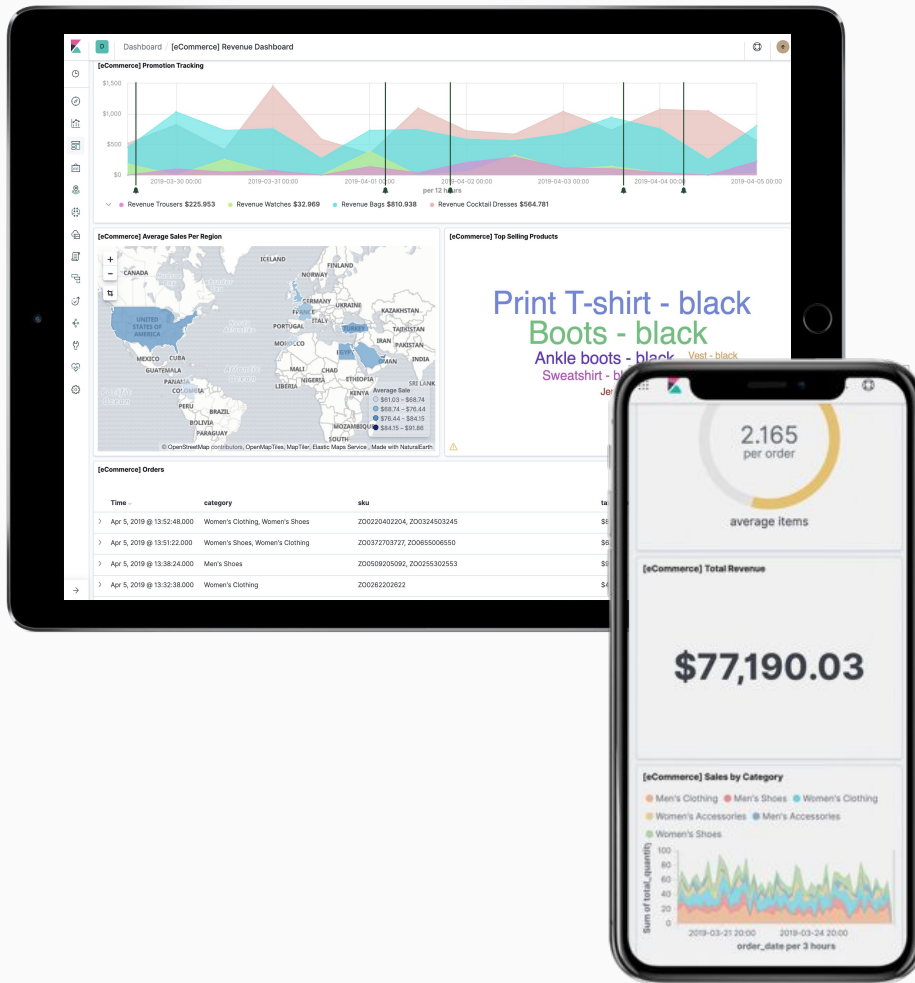 D Dashboard / [eCommerce] Revenue Dashboard e
[eCommerce] Promotion Tracking
$1,500
$1,000
$500
$0
2019-03-30 00:00 2019-03-31 00:00 2019-04-01 00:00 2019-04-02 00:00 2019-04-03 00:00 2019-04-04 00:00 2019-04-05 00:00
per 12 hours
Revenue Trousers $225.953 Revenue Watches $32.969 Revenue Bags $810.938 Revenue Cocktail Dresses $564.781
[eCommerce] Average Sales Per Region
ICELAND
FINLAND
CANADA
NORWAY
GERMANY
UKRAINE
KAZAKHSTAN
FRANCE
UNITED
STATES OF
AMERICA
PORTUGAL
ITALY
TURKEY
TAJIKISTAN
MOROCCO
IRAN
PAKISTAN
EGYPT
OMAN
INDIA
MEXICO
CUBA
GUATEMALA
MALI
CHAD
PANAMA
NIGERIA
ETHIOPIA
SRI LANK
COLOMBIA
LIBERIA
KENYA
PERU
BRAZIL
BOLIVIA
MOZAMBIQUE
PARAGUAY
SOUTH
Average Sale
$61.03 – $68.74
$68.74 – $76.44
$76.44 – $84.15
$84.15 – $91.86
© OpenStreetMap contributors, OpenMapTiles, MapTiler, Elastic Maps Service , Made with NaturalEarth
[eCommerce] Top Selling Products
Print T-shirt - black
Boots - black
Ankle boots - black
Vest - black
Sweatshirt - bl
[eCommerce] Orders
Time category sku
Apr 5, 2019 @ 13:52:48.000 Women's Clothing, Women's Shoes ZO0220402204, ZO0324503245
Apr 5, 2019 @ 13:51:22.000 Women's Shoes, Women's Clothing ZO0372703727, ZO0655006550
Apr 5, 2019 @ 13:38:24.000 Men's Shoes ZO0509205092, ZO0255302553
Apr 5, 2019 @ 13:32:38.000 Women's Clothing ZO0262202622
2.165
per order
average items
[eCommerce] Total Revenue
$77,190.03
[eCommerce] Sales by Category
Men's Clothing Men's Shoes Women's Clothing
Women's Accessories Men's Accessories
Women's Shoes
Sum of total_quantity
100
80
60
40
20
0
2019-03-21 20:00 2019-03-24 20:00
order_date per 3 hours